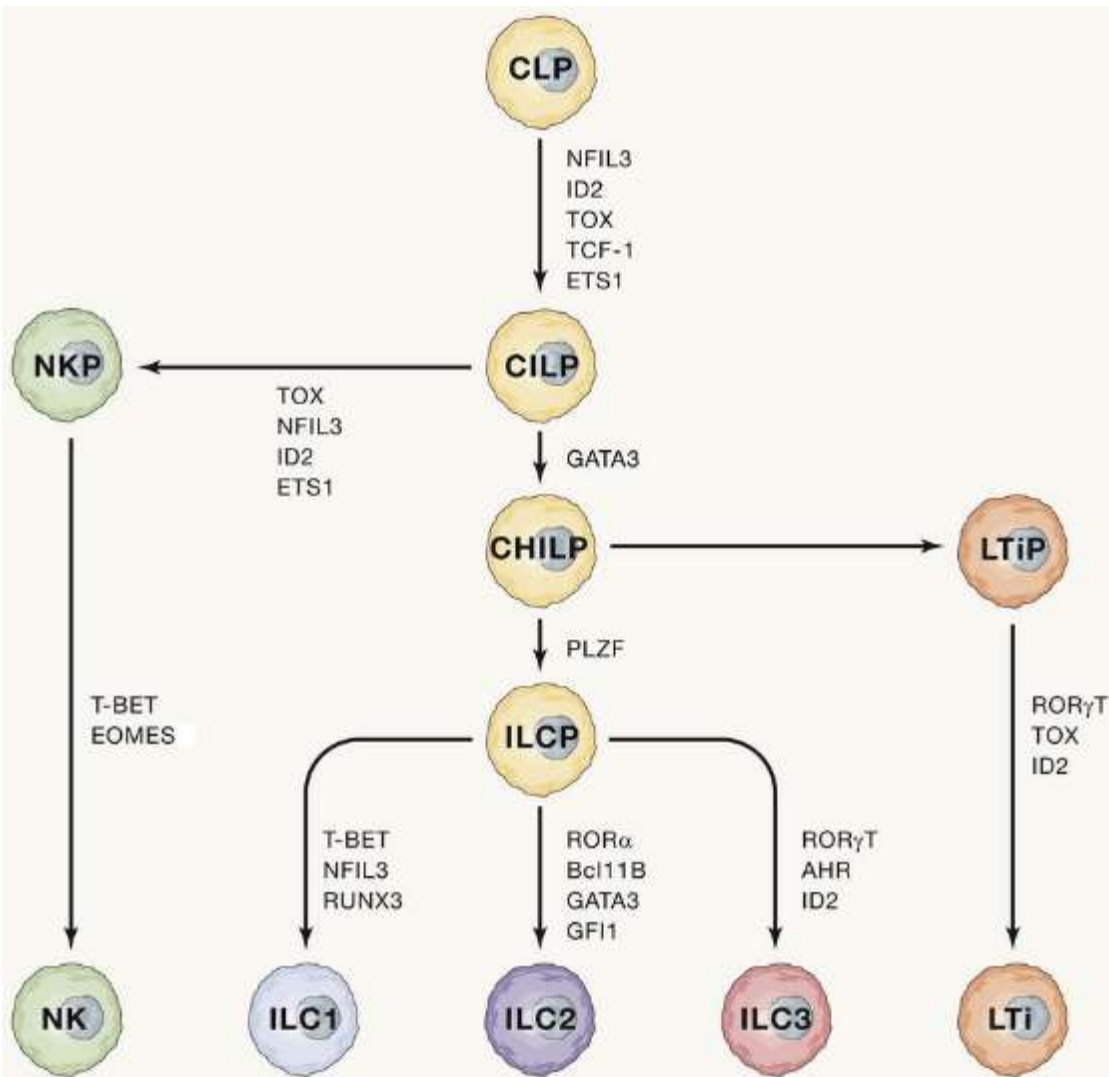 CLP
NFIL3
ID2
TOX
TCF-1
ETS1
NKP
CILP
TOX
NFIL3
ID2
ETS1
GATA3
CHILP
LTiP
PLZF
T-BET
EOMES
ILCP
RORγT
TOX
ID2
T-BET
NFIL3
RUNX3
RORα
Bcl11B
GATA3
GFI1
RORγT
AHR
ID2
NK
ILC1
ILC2
ILC3
LTi